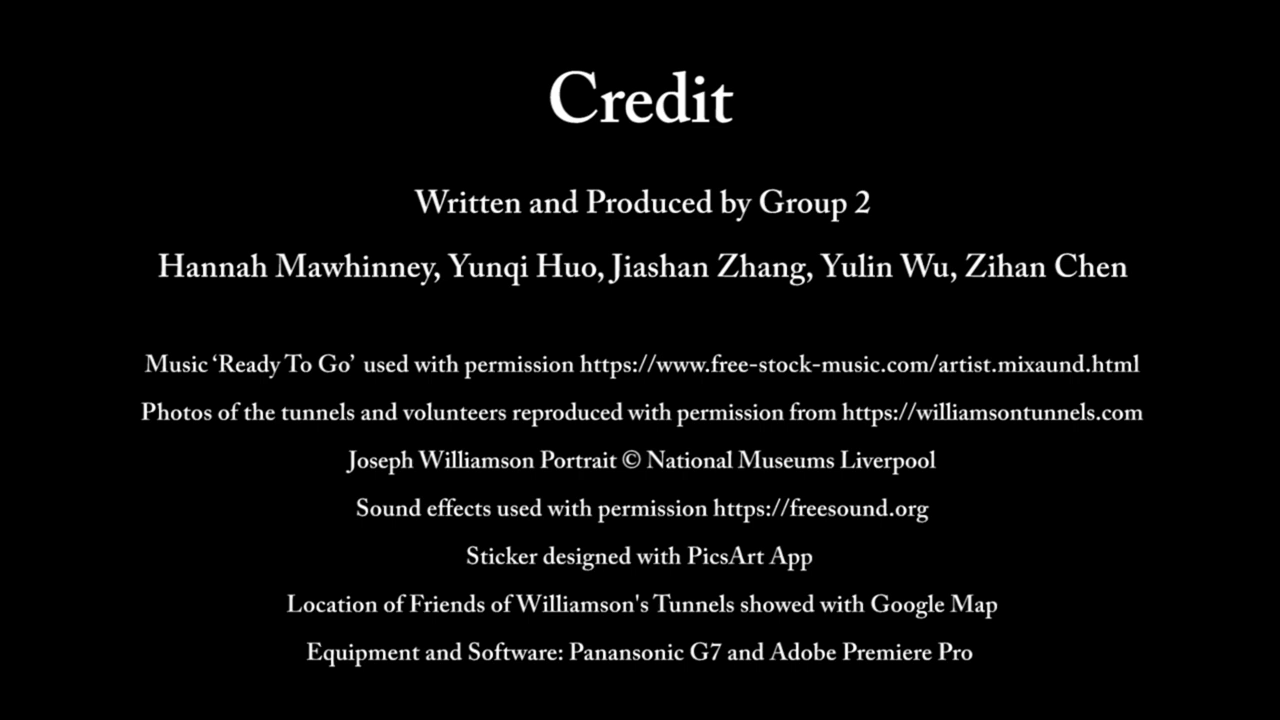 Credit
Written and Produced by Group 2
Hannah Mawhinney, Yunqi Huo, Jiashan Zhang, Yulin Wu, Zihan Chen
Music ‘Ready To Go’ used with permission https://www.free-stock-music.com/artist.mixaund.html
Photos of the tunnels and volunteers reproduced with permission from https://williamsontunnels.com
Joseph Williamson Portrait © National Museums Liverpool
Sound effects used with permission https://freesound.org
Sticker designed with PicsArt App
Location of Friends of Williamson's Tunnels showed with Google Map
Equipment and Software: Panansonic G7 and Adobe Premiere Pro